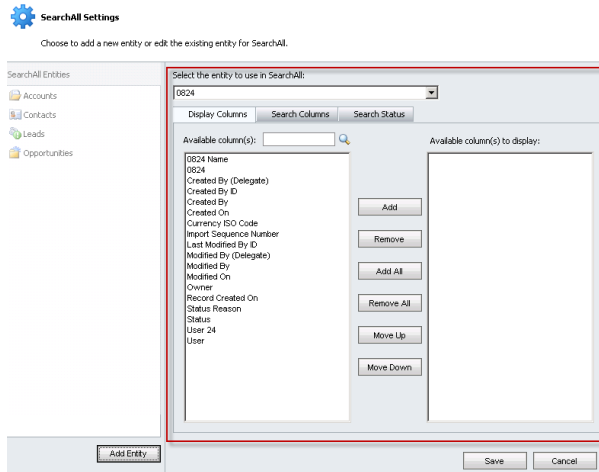 SearchAll Settings
Choose to add a new entity or edit the existing entity for SearchAll.
SearchAll Entities
Accounts
Contacts
Leads
Opportunities
Add Entity
Select the entity to use in SearchAll:
0824
Display Columns Search Columns Search Status
Available column(s):
0824 Name
0824
Created By (Delegate)
Created By ID
Created By
Created On
Currency ISO Code
Import Sequence Number
Last Modified By ID
Modified By (Delegate)
Modified By
Modified On
Owner
Record Created On
Status Reason
Status
User 24
User
Add
Remove
Add All
Remove All
Move Up
Move Down
Available column(s) to display:
Save Cancel